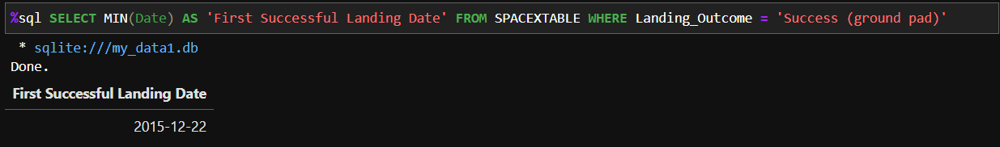 %sql SELECT MIN(Date) AS 'First Successful Landing Date' FROM SPACEXTABLE WHERE Landing_Outcome = 'Success (ground pad)'
* sqlite:///my_data1.db
Done.
First Successful Landing Date
2015-12-22